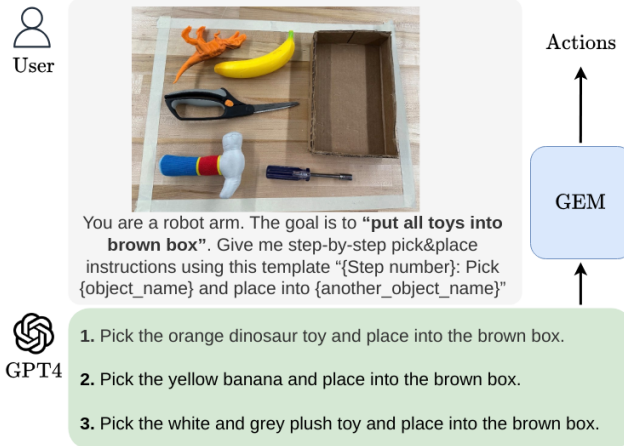 User
You are a robot arm. The goal is to “put all toys into
brown box”. Give me step-by-step pick&place
instructions using this template “{Step number}: Pick
{object_name} and place into {another_object_name}”
Actions
GEM
GPT4
1. Pick the orange dinosaur toy and place into the brown box.
2. Pick the yellow banana and place into the brown box.
3. Pick the white and grey plush toy and place into the brown box.